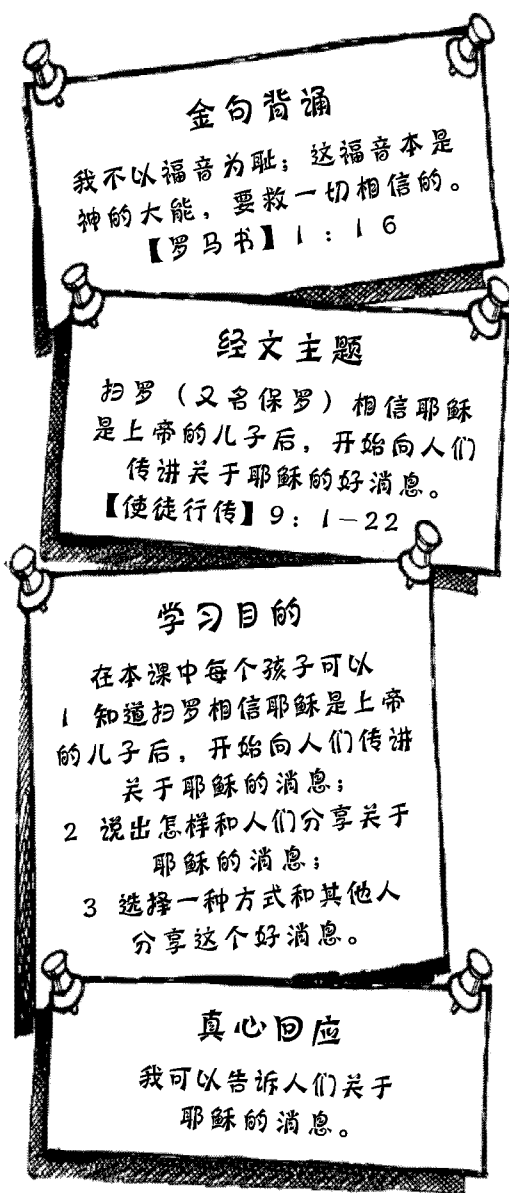 金句背诵
我不以福音为耻；这福音本是
神的大能，要救一切相信的。
【罗马书】1：16
经文主题
扫罗（又名保罗）相信耶稣
是上帝的儿子后，开始向人们
传讲关于耶稣的好消息。
【使徒行传】9：1－22
学习目的
在本课中每个孩子可以
1 知道扫罗相信耶稣是上帝
的儿子后，开始向人们传讲
关于耶稣的消息；
2 说出怎样和人们分享关于
耶稣的消息；
3 选择一种方式和其他人
分享这个好消息。
真心回应
我可以告诉人们关于
耶稣的消息。